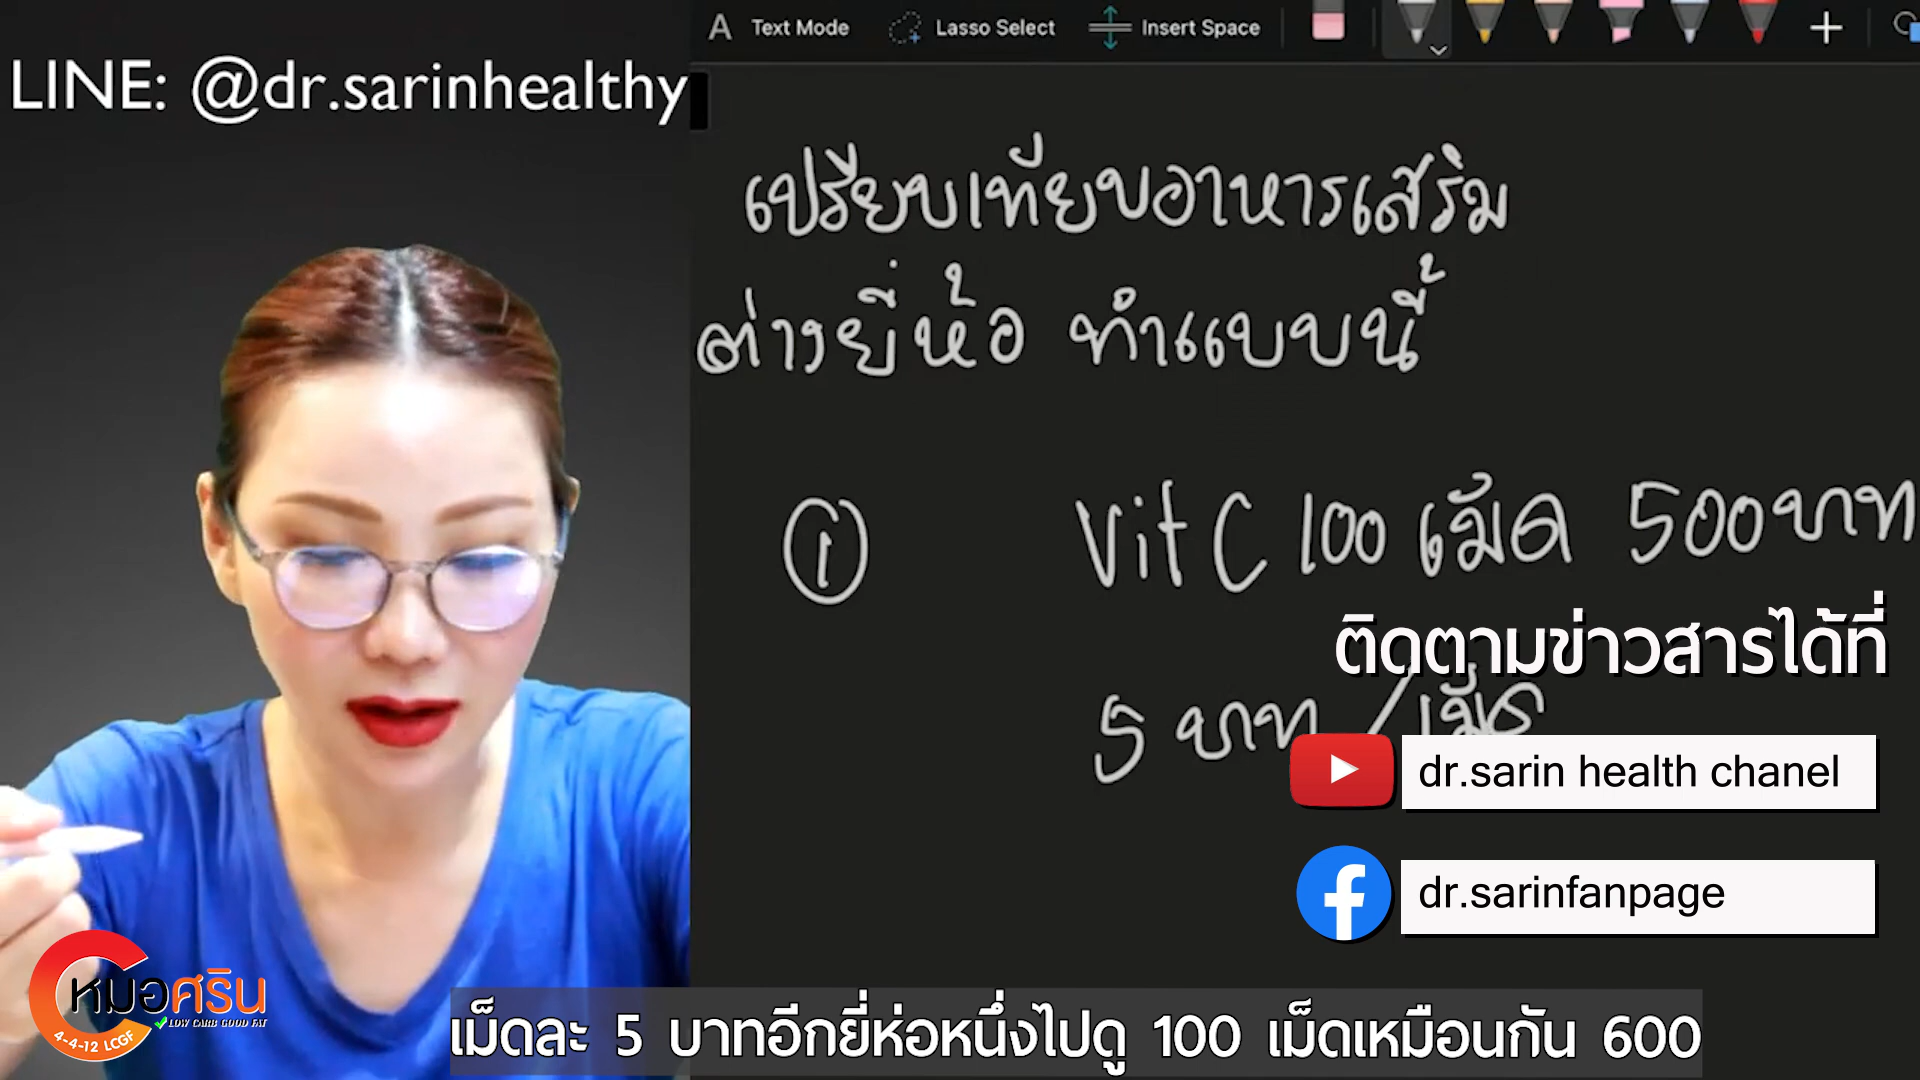 A Text Mode Lasso Select Insert Space
LINE: @dr.sarinhealthy
เปรียบเทียบอาหารเสริม
ต่างยี่ห้อ ทำแบบนี้
1 Vit C 100 เม็ด 500 บาท
5 บาท / เม็ด
ติดตามข่าวสารได้ที่
dr.sarin health chanel
dr.sarinfanpage
หมอศริน
LOW CARB GOOD FAT
4-4-12 LCGF
เม็ดละ 5 บาทอีกยี่ห่อหนึ่งไปดู 100 เม็ดเหมือนกัน 600